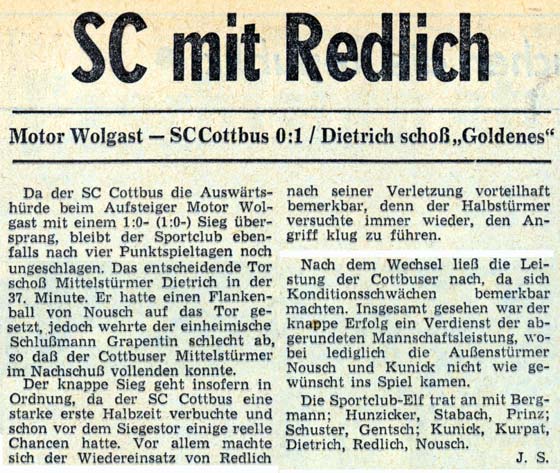 SC mit Redlich
Motor Wolgast — SC Cottbus 0:1 / Dietrich schoß „Goldenes“
Da der SC Cottbus die Auswärts-
hürde beim Aufsteiger Motor Wol-
gast mit einem 1:0- (1:0-) Sieg über-
sprang, bleibt der Sportclub eben-
falls nach vier Punktspieltagen noch
ungeschlagen. Das entscheidende Tor
schoß Mittelstürmer Dietrich in der
37. Minute. Er hatte einen Flanken-
ball von Nousch auf das Tor ge-
setzt, jedoch wehrte der einheimische
Schlußmann Grapentin schlecht ab,
so daß der Cottbuser Mittelstürmer
im Nachschuß vollenden konnte.
Der knappe Sieg geht insofern in
Ordnung, da der SC Cottbus eine
starke erste Halbzeit verbuchte und
schon vor dem Siegestor einige reelle
Chancen hatte. Vor allem machte
sich der Wiedereinsatz von Redlich
nach seiner Verletzung vorteilhaft
bemerkbar, denn der Halbstürmer
versuchte immer wieder, den An-
griff klug zu führen.
Nach dem Wechsel ließ die Lei-
stung der Cottbuser nach, da sich
Konditionsschwächen bemerkbar
machten. Insgesamt gesehen war der
knappe Erfolg ein Verdienst der ab-
gerundeten Mannschaftsleistung, wo-
bei lediglich die Außenstürmer
Nousch und Kunick nicht wie ge-
wünscht ins Spiel kamen.
Die Sportclub-Elf trat an mit Berg-
mann; Hunzicker, Stabach, Prinz;
Schuster, Gentsch; Kunick, Kurpat,
Dietrich, Redlich, Nousch.
J. S.